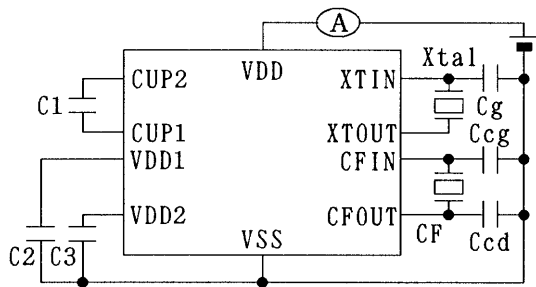 A
VDD
Xtal
CUP2
XTIN
C1
Cg
CUP1
XTOUT
Ccg
VDD1
CFIN
VDD2
CFOUT
CF
C2
C3
VSS
Ccd